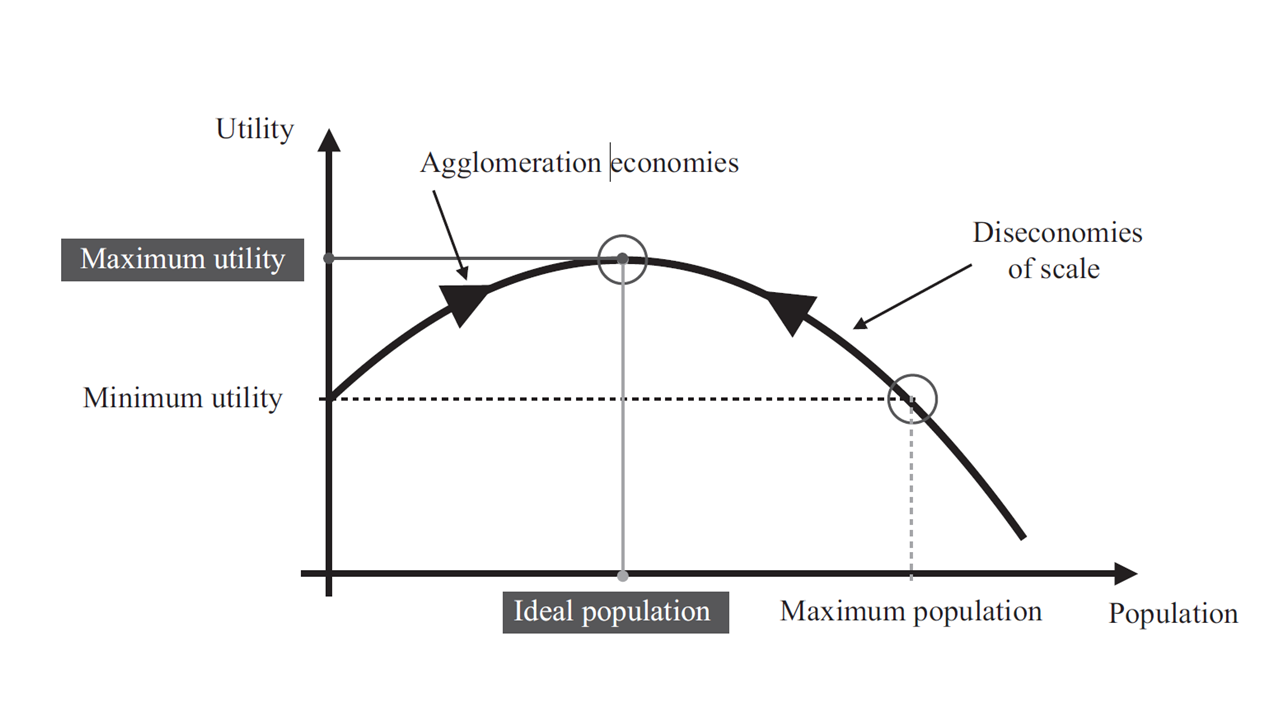 Utility
Agglomeration economies
Diseconomies
of scale
Maximum utility
Minimum utility
Ideal population
Maximum population
Population